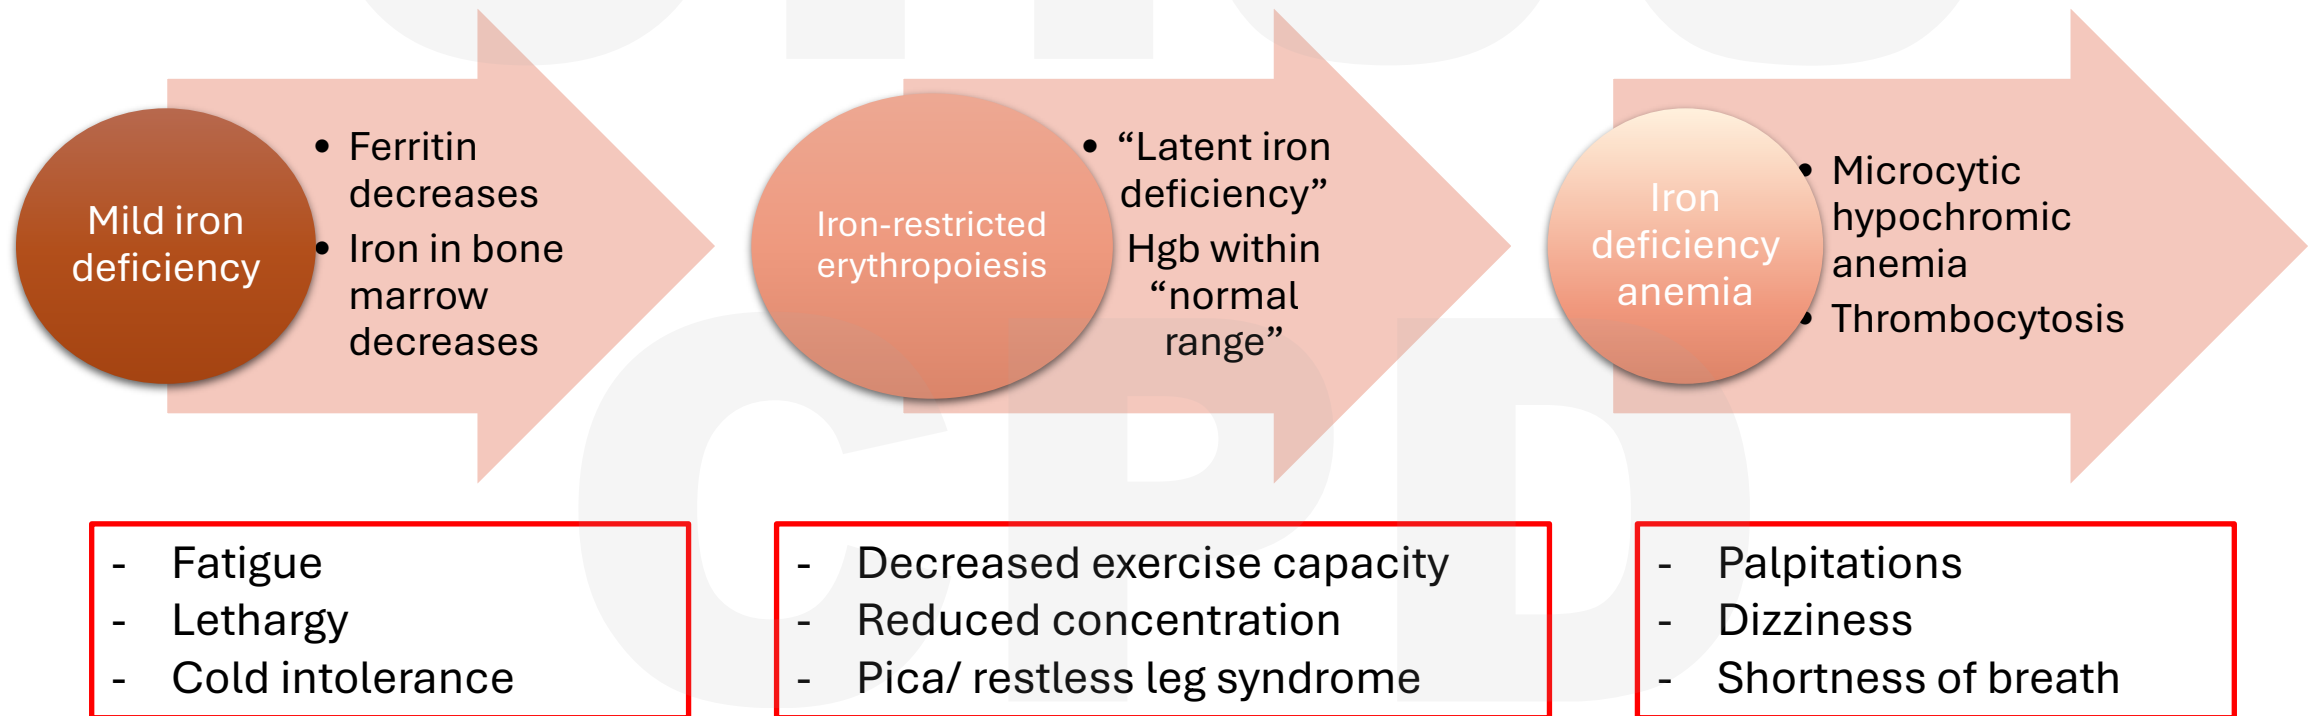 Mild iron
deficiency
• Ferritin
decreases
• Iron in bone
marrow
decreases
Iron-restricted
erythropoiesis
• “Latent iron
deficiency”
Hgb within
“normal
range”
Iron
deficiency
anemia
• Microcytic
hypochromic
anemia
• Thrombocytosis
- Fatigue
- Lethargy
- Cold intolerance
- Decreased exercise capacity
- Reduced concentration
- Pica/ restless leg syndrome
- Palpitations
- Dizziness
- Shortness of breath
CPD